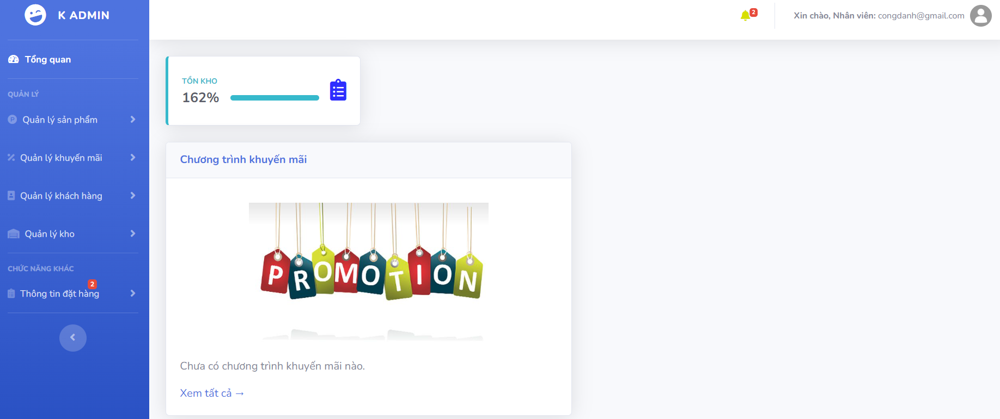 K ADMIN
2
Xin chào, Nhân viên: congdanh@gmail.com
Tổng quan
QUẢN LÝ
Quản lý sản phẩm
Quản lý khuyến mãi
Quản lý khách hàng
Quản lý kho
CHỨC NĂNG KHÁC
2
Thông tin đặt hàng
TỒN KHO
162%
Chương trình khuyến mãi
PROMOTION
Chưa có chương trình khuyến mãi nào.
Xem tất cả →